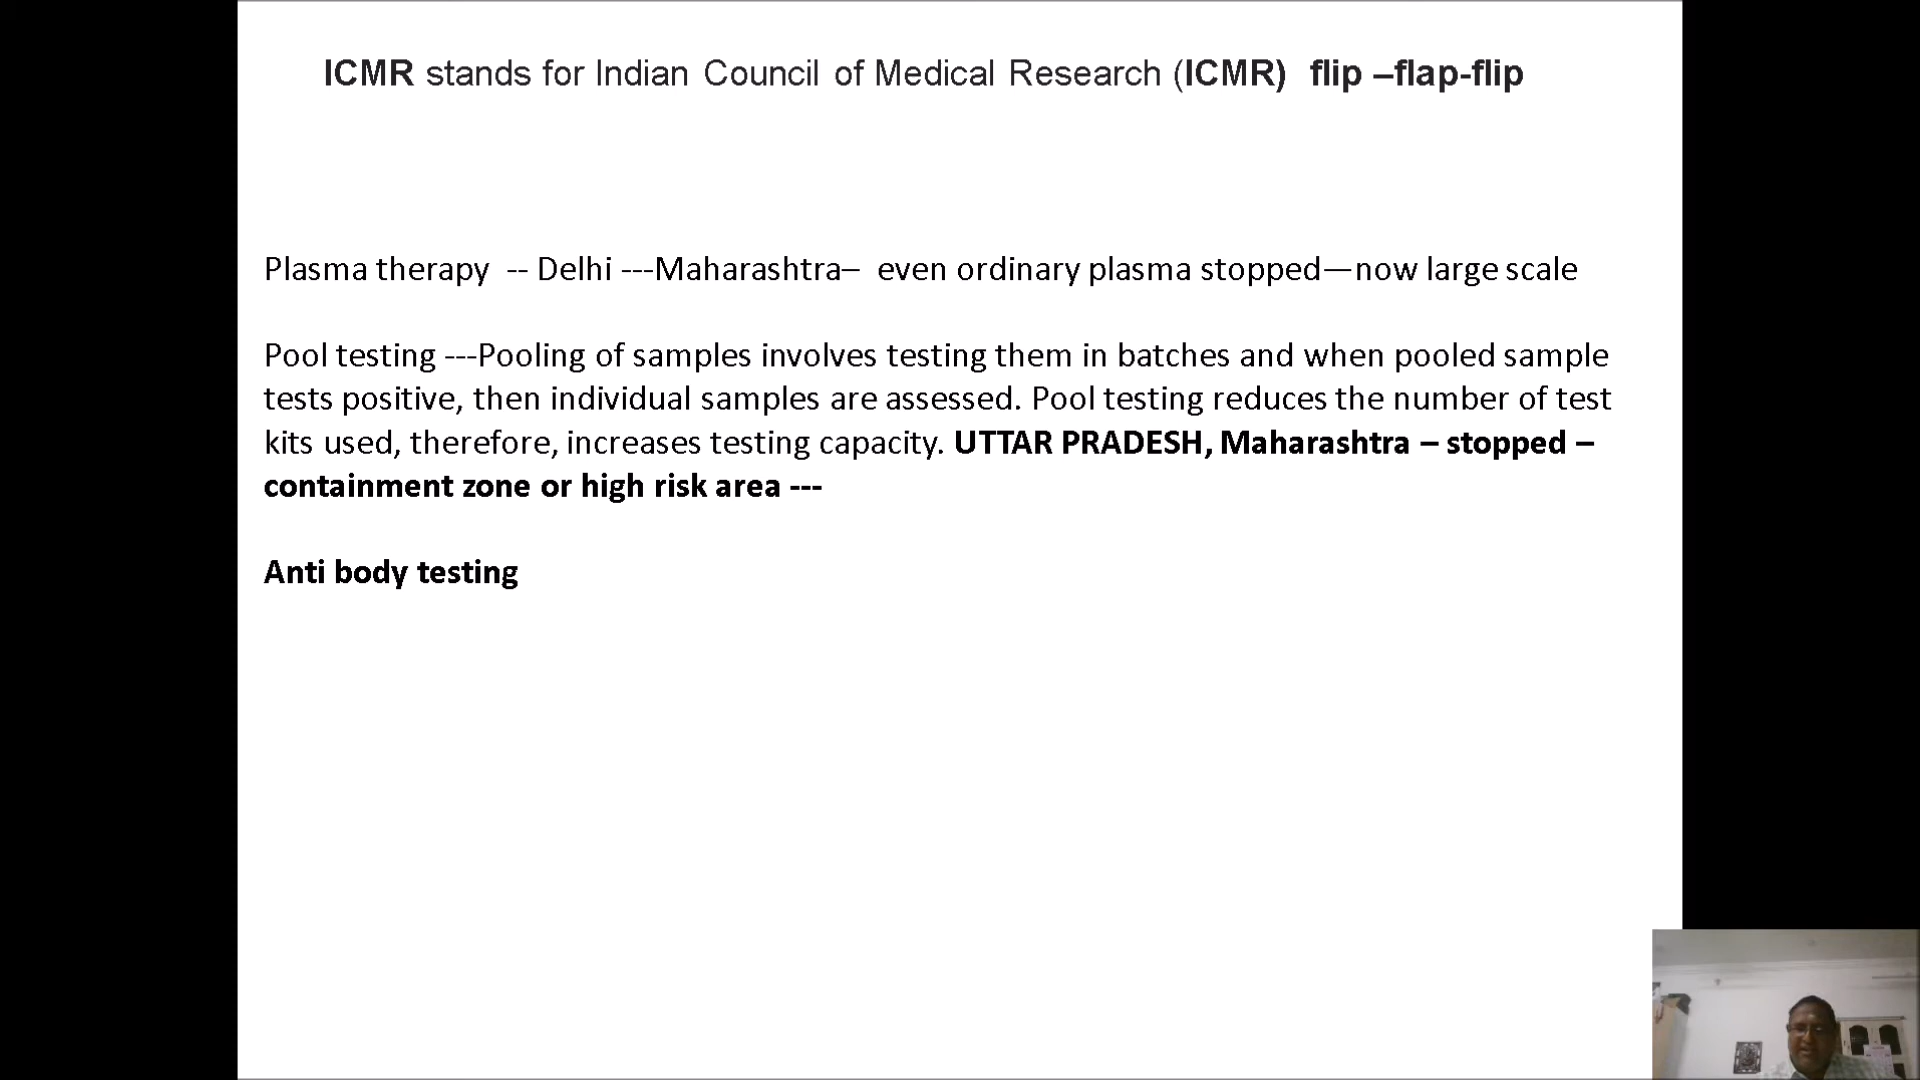 ICMR stands for Indian Council of Medical Research (ICMR)  flip –flap-flip
Plasma therapy  -- Delhi ---Maharashtra–  even ordinary plasma stopped—now large scale
Pool testing ---Pooling of samples involves testing them in batches and when pooled sample
tests positive, then individual samples are assessed. Pool testing reduces the number of test
kits used, therefore, increases testing capacity. UTTAR PRADESH, Maharashtra – stopped –
containment zone or high risk area ---
Anti body testing